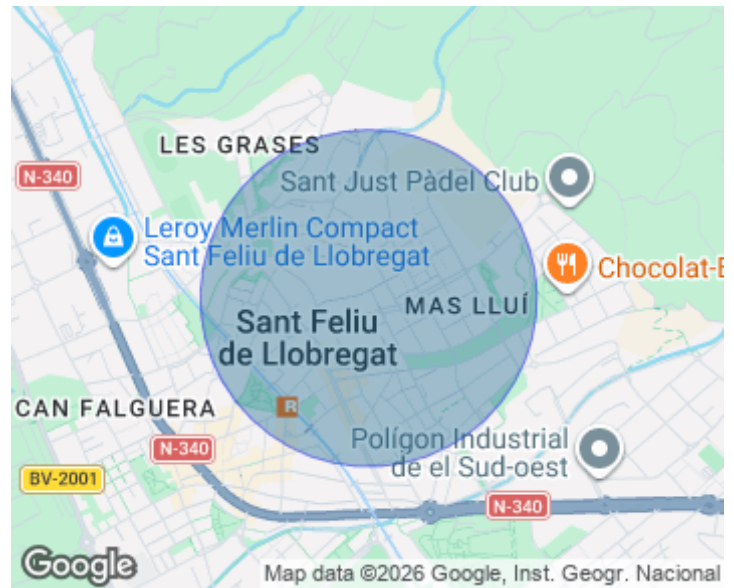 LES GRASES
N-340
Sant Just Pàdel Club
Leroy Merlin Compact
Sant Feliu de Llobregat
Chocolat-E
MAS LLUÍ
Sant Feliu
de Llobregat
CAN FALGUERA
R
N-340
Polígon Industrial
de el Sud-oest
BV-2001
N-340
Google
Map data ©2026 Google, Inst. Geogr. Nacional